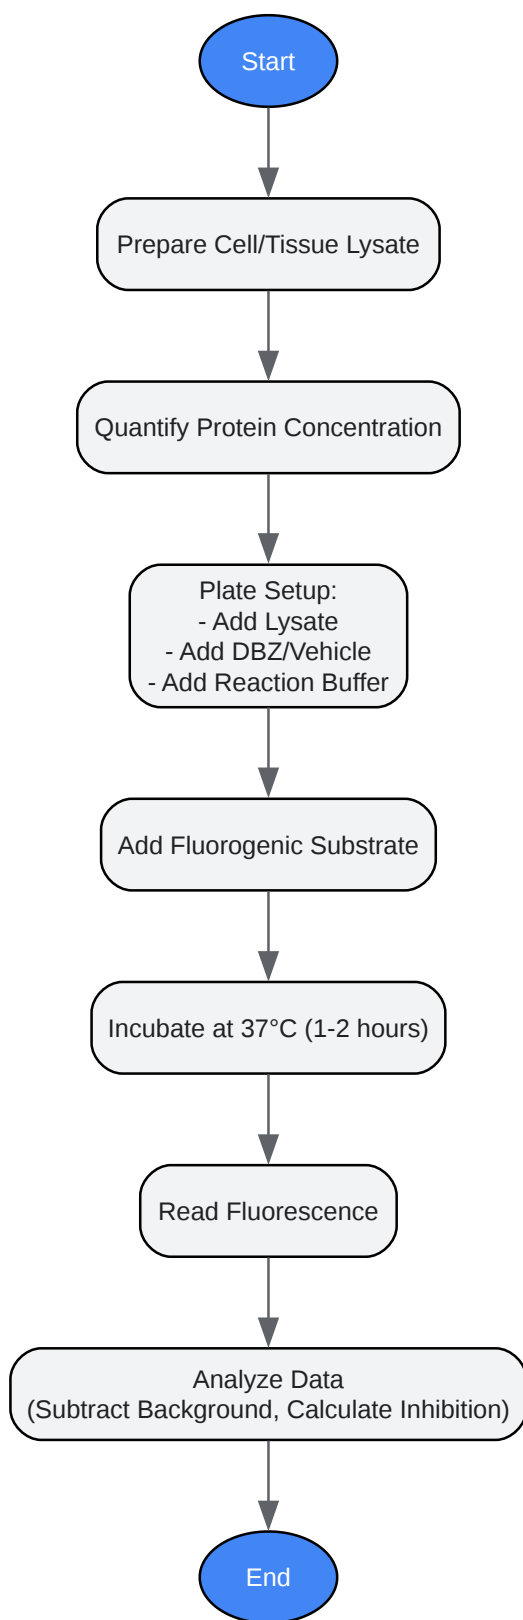 Start
Prepare Cell/Tissue Lysate
Quantify Protein Concentration
Plate Setup:
- Add Lysate
- Add DBZ/Vehicle
- Add Reaction Buffer
Add Fluorogenic Substrate
Incubate at 37°C (1-2 hours)
Read Fluorescence
Analyze Data
(Subtract Background, Calculate Inhibition)
End